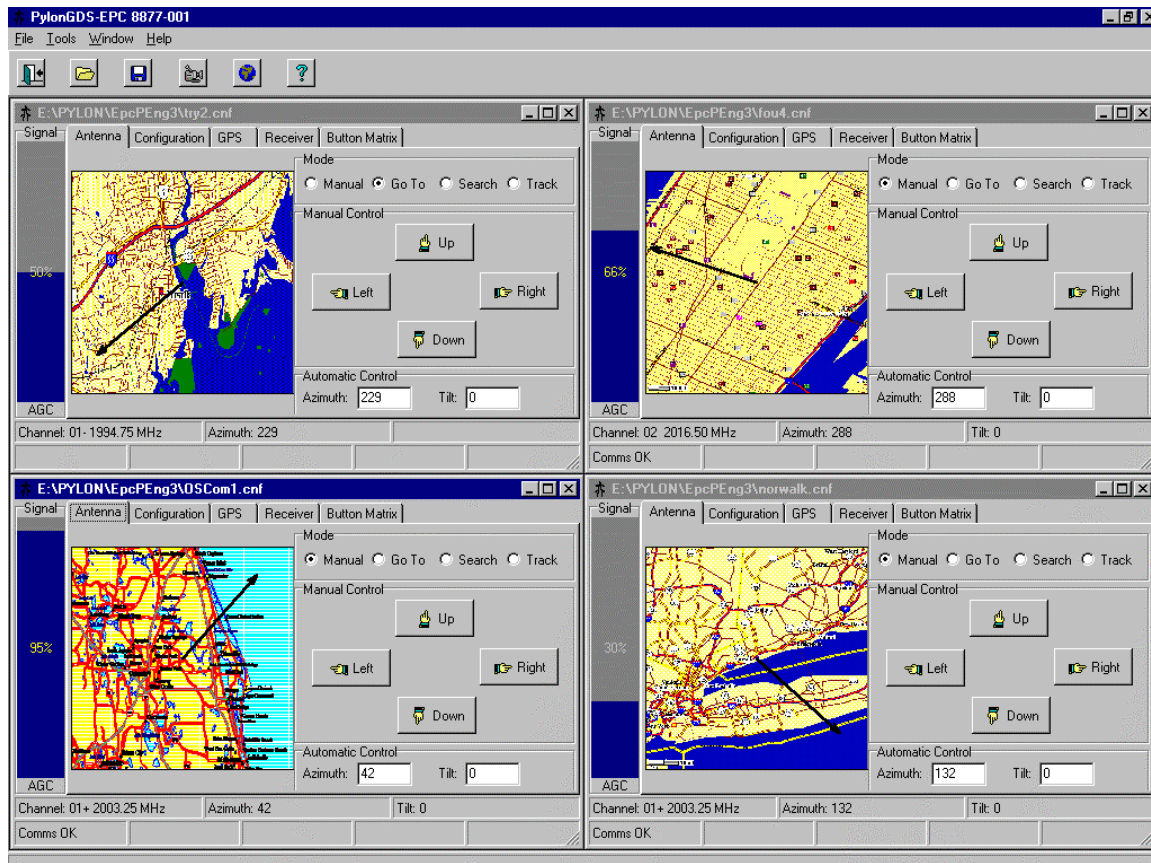 PylonGDS-EPC 8877-001
File Tools Window Help
E:\PYLON\EpcPEng3\try2.cnf
Signal Antenna Configuration GPS Receiver Button Matrix
Mode
Manual Go To Search Track
Manual Control
Up
50%
Left Right
Down
Automatic Control
Azimuth: 229 Tilt: 0
AGC
Channel: 01- 1994.75 MHz Azimuth: 229
E:\PYLON\EpcPEng3\fou4.cnf
Signal Antenna Configuration GPS Receiver Button Matrix
Mode
Manual Go To Search Track
Manual Control
Up
66%
Left Right
Down
Automatic Control
Azimuth: 288 Tilt: 0
AGC
Channel: 02 2016.50 MHz Azimuth: 288 Tilt: 0
Comms OK
E:\PYLON\EpcPEng3\OSCom1.cnf
Signal Antenna Configuration GPS Receiver Button Matrix
Mode
Manual Go To Search Track
Manual Control
Up
95%
Left Right
Down
Automatic Control
Azimuth: 42 Tilt: 0
AGC
Channel: 01+ 2003.25 MHz Azimuth: 42 Tilt: 0
Comms OK
E:\PYLON\EpcPEng3\norwalk.cnf
Signal Antenna Configuration GPS Receiver Button Matrix
Mode
Manual Go To Search Track
Manual Control
Up
30%
Left Right
Down
Automatic Control
Azimuth: 132 Tilt: 0
AGC
Channel: 01+ 2003.25 MHz Azimuth: 132
Comms OK